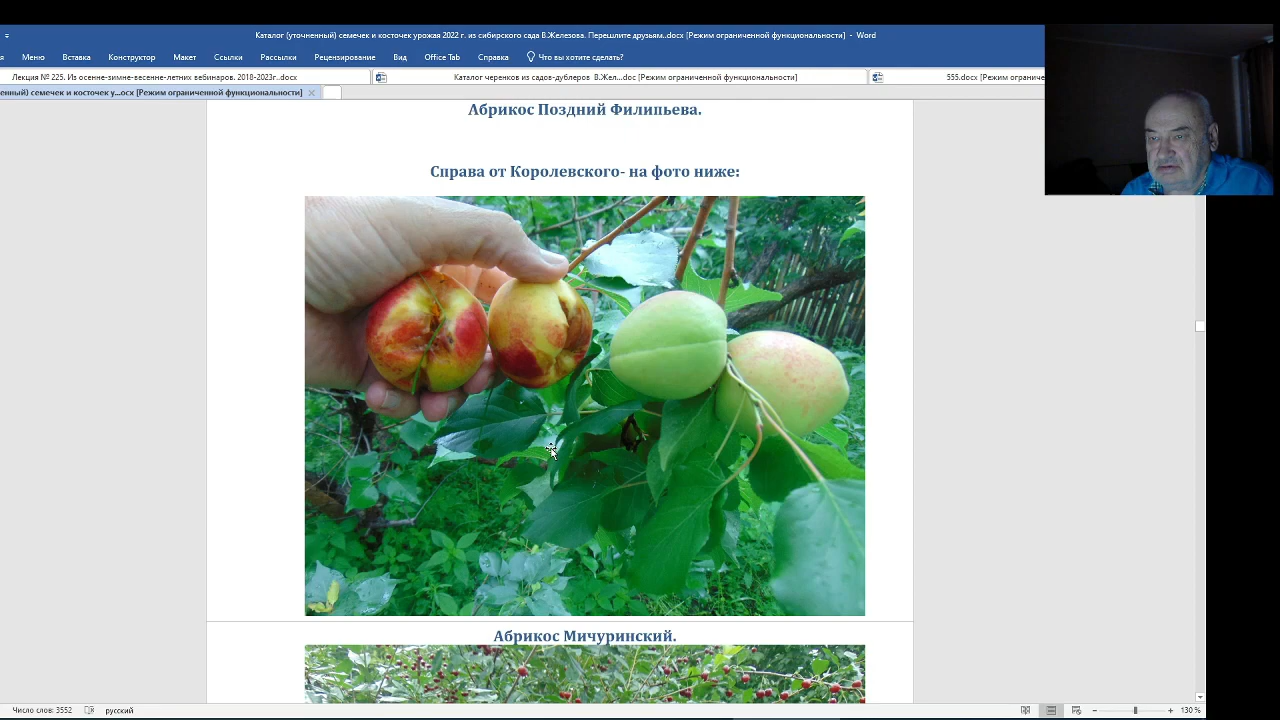 Каталог (уточненный) семечек и косточек урожая 2022 г. из сибирского сада В.Железова. Перешлите друзьям..docx [Режим ограниченной функциональности] - Word
Меню Вставка Конструктор Макет Ссылки Рассылки Рецензирование Вид Office Tab Справка Что вы хотите сделать?
Лекция № 225. Из осенне-зимне-весенне-летних вебинаров. 2018-2023г..docx Каталог черенков из садов-дублеров В.Жел...doc [Режим ограниченной функциональности] 555.docx [Режим ограниче
енный) семечек и косточек у...осх [Режим ограниченной функциональности]
Абрикос Поздний Филипьева.
Справа от Королевского- на фото ниже:
Абрикос Мичуринский.
Число слов: 3552 русский 130 %